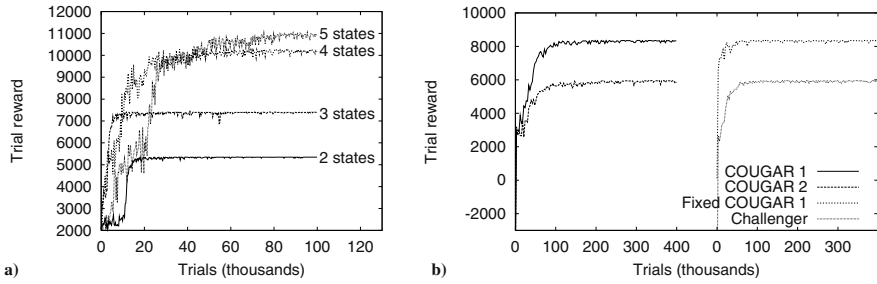 12000
11000
10000
9000
8000
7000
6000
5000
4000
3000
2000
Trial reward
5 states
4 states
3 states
2 states
0 20 40 60 80 100 120
Trials (thousands)
a)
10000
8000
6000
4000
2000
0
-2000
Trial reward
COUGAR 1
COUGAR 2
Fixed COUGAR 1
Challenger
0 100 200 300 400 0 100 200 300
Trials (thousands)
b)